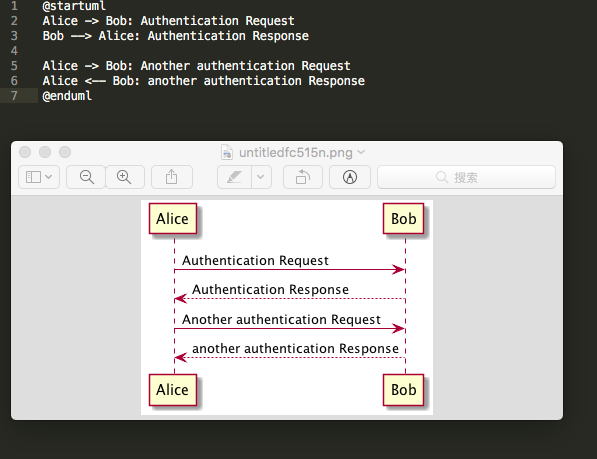 1 @startuml
2 Alice -> Bob: Authentication Request
3 Bob --> Alice: Authentication Response
4
5 Alice -> Bob: Another authentication Request
6 Alice <-- Bob: another authentication Response
7 @enduml
untitledfc515n.png
搜索
Alice Bob
Authentication Request
Authentication Response
Another authentication Request
another authentication Response
Alice Bob